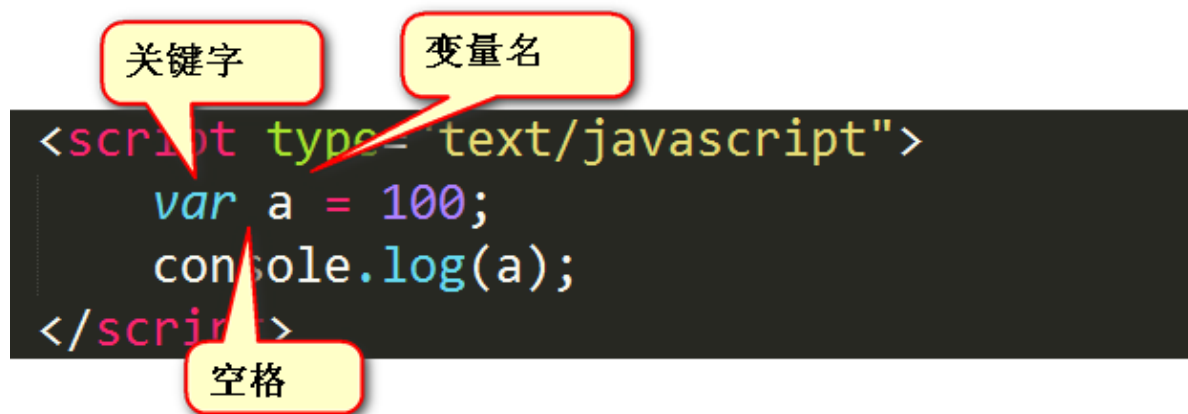 关键字
变量名
<script type="text/javascript">
var a = 100;
console.log(a);
</script>
空格